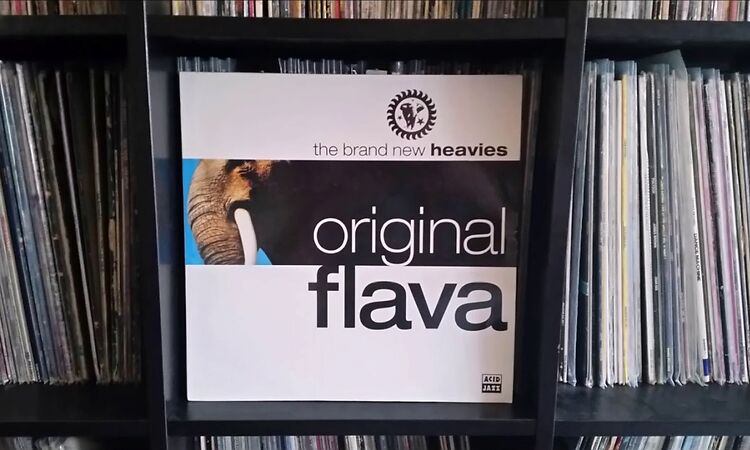 the brand new heavies
original
flava
ACID
JAZZ